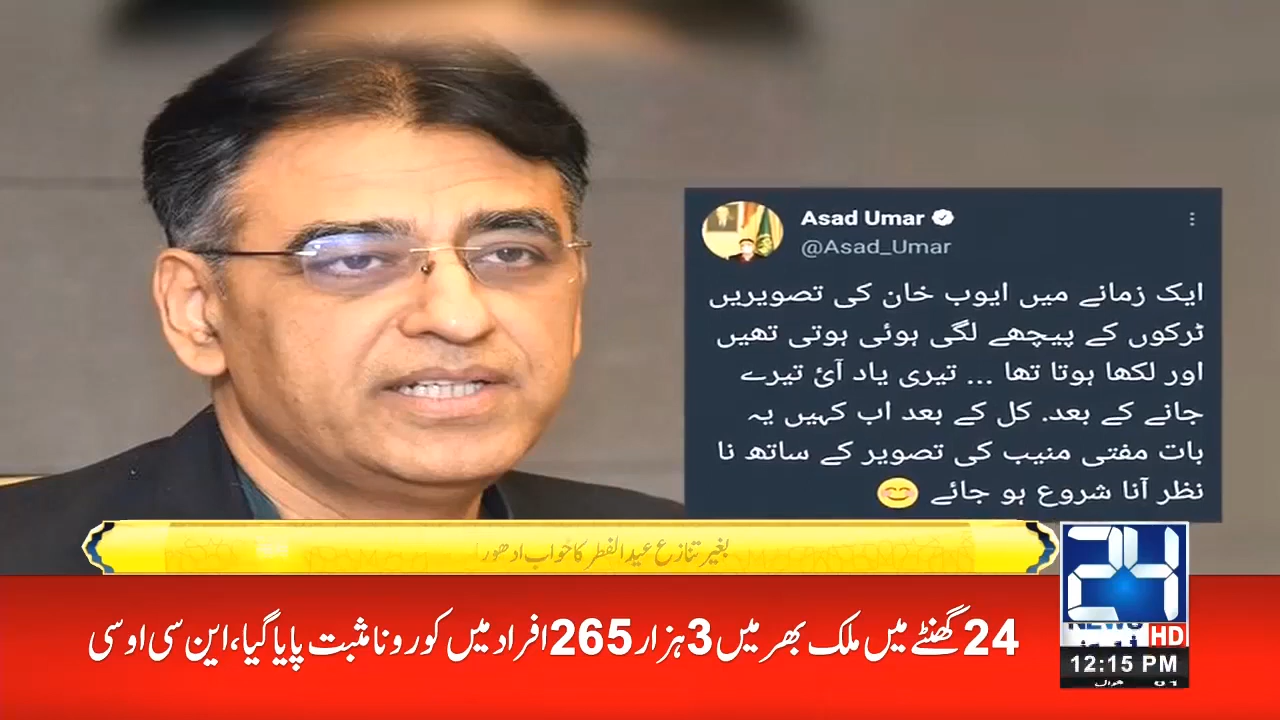 Asad Umar
@Asad_Umar
ایک زمانے میں ایوب خان کی تصویریں
ٹرکوں کے پیچھے لگی ہوئی ہوتی تھیں
اور لکھا ہوتا تھا ... تیری یاد آئ تیرے
جانے کے بعد. کل کے بعد اب کہیں یہ
بات مفتی منیب کی تصویر کے ساتھ نا
نظر آنا شروع ہو جائے 😊
بغیر تنازع عید الفطر کا خواب ادھورا
24 گھنٹے میں ملک بھر میں 3 ہزار 265 افراد میں کورونا مثبت پایا گیا، این سی او سی
24
NEWS
HD
12:15 PM
شوال